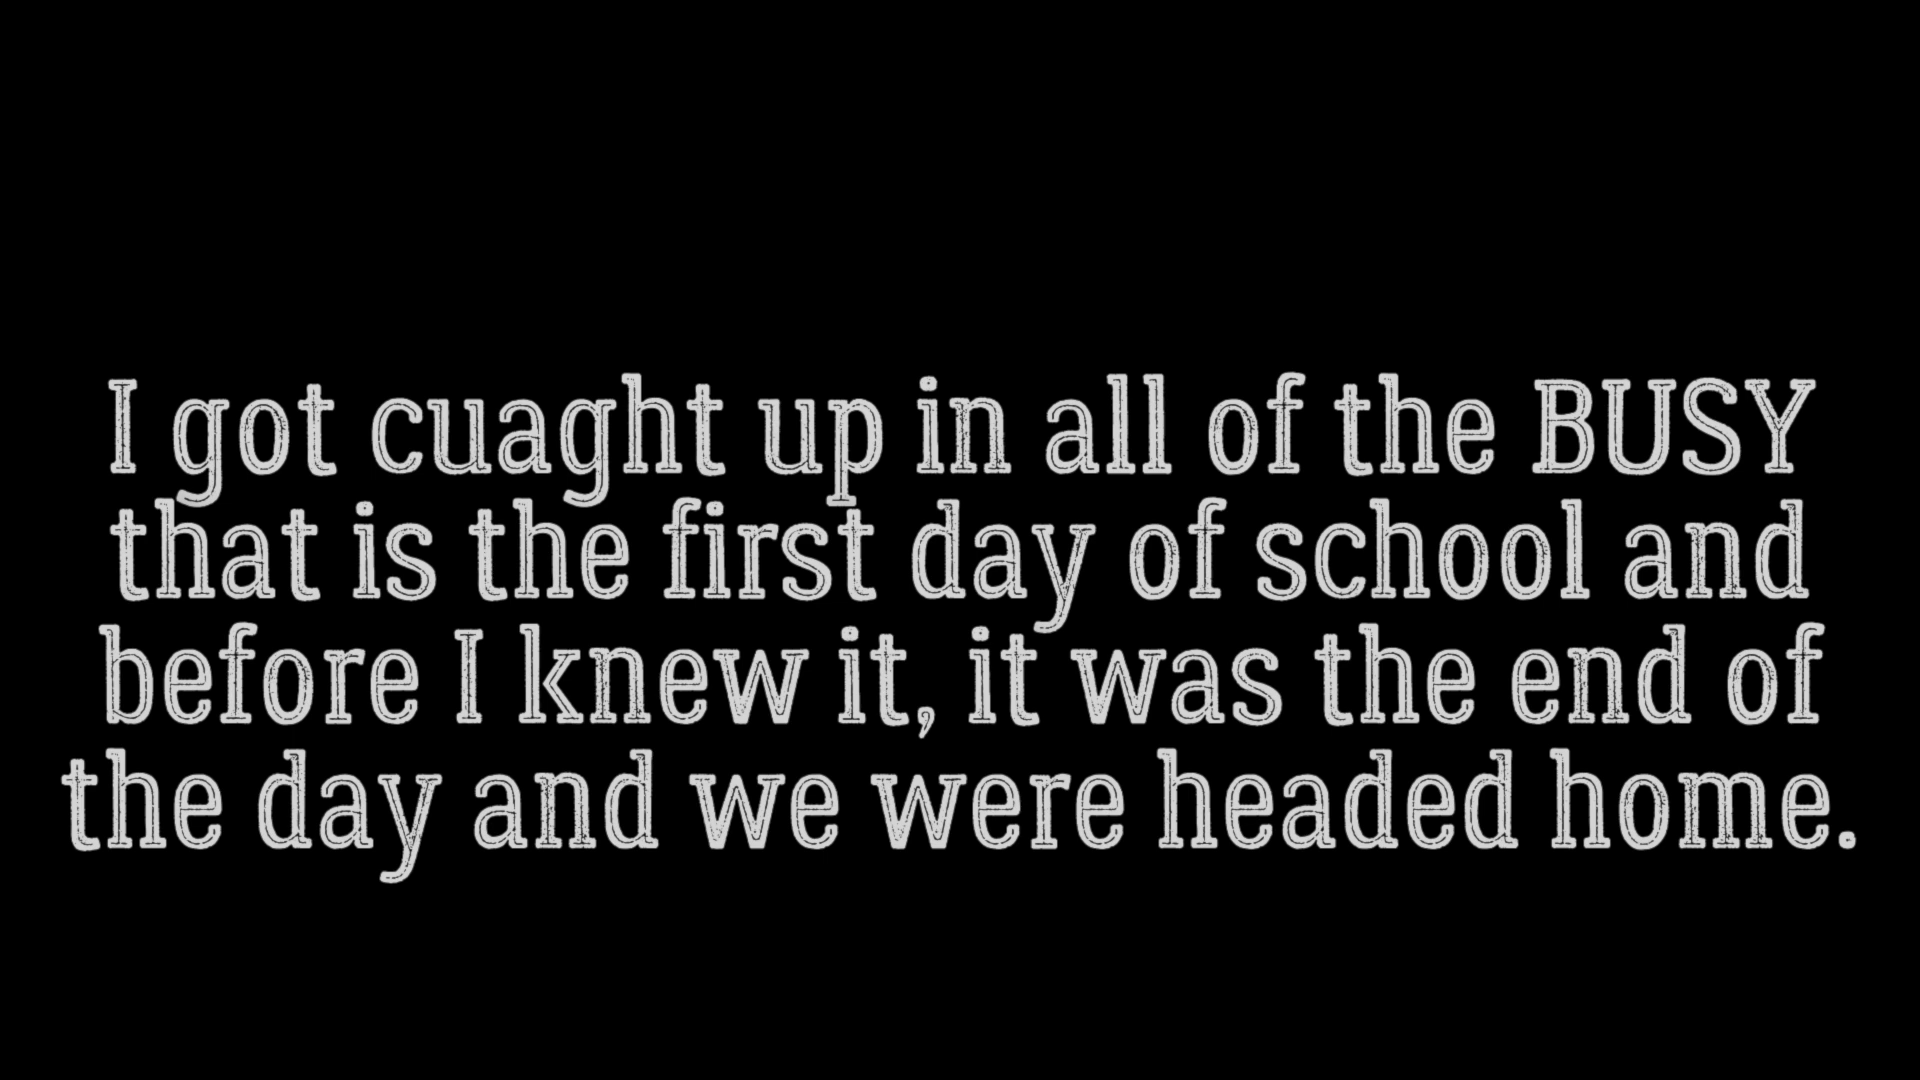 I got cuaght up in all of the BUSY
that is the first day of school and
before I knew it, it was the end of
the day and we were headed home.